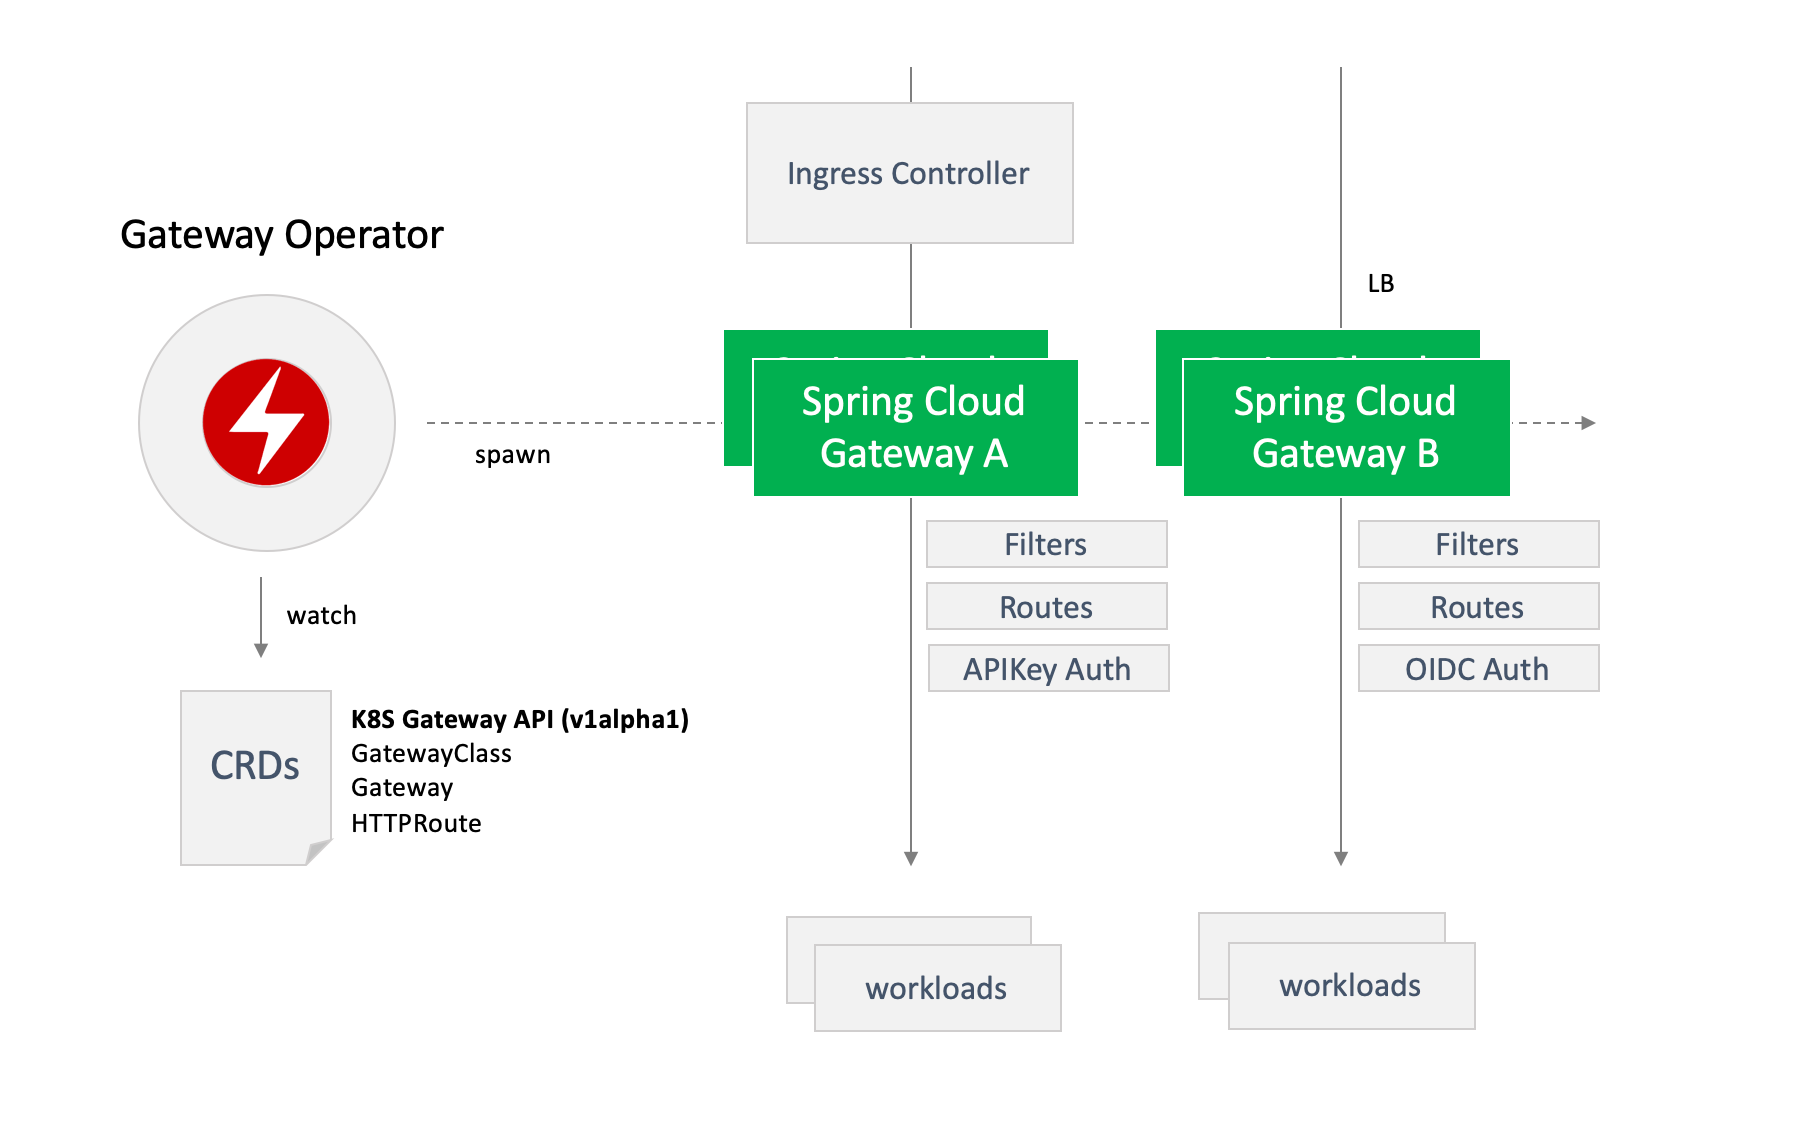 Ingress Controller
Gateway Operator
LB
Spring Cloud
Gateway A
Spring Cloud
Gateway B
spawn
Filters
Routes
APIKey Auth
Filters
Routes
OIDC Auth
watch
CRDs
K8S Gateway API (v1alpha1)
GatewayClass
Gateway
HTTPRoute
workloads
workloads